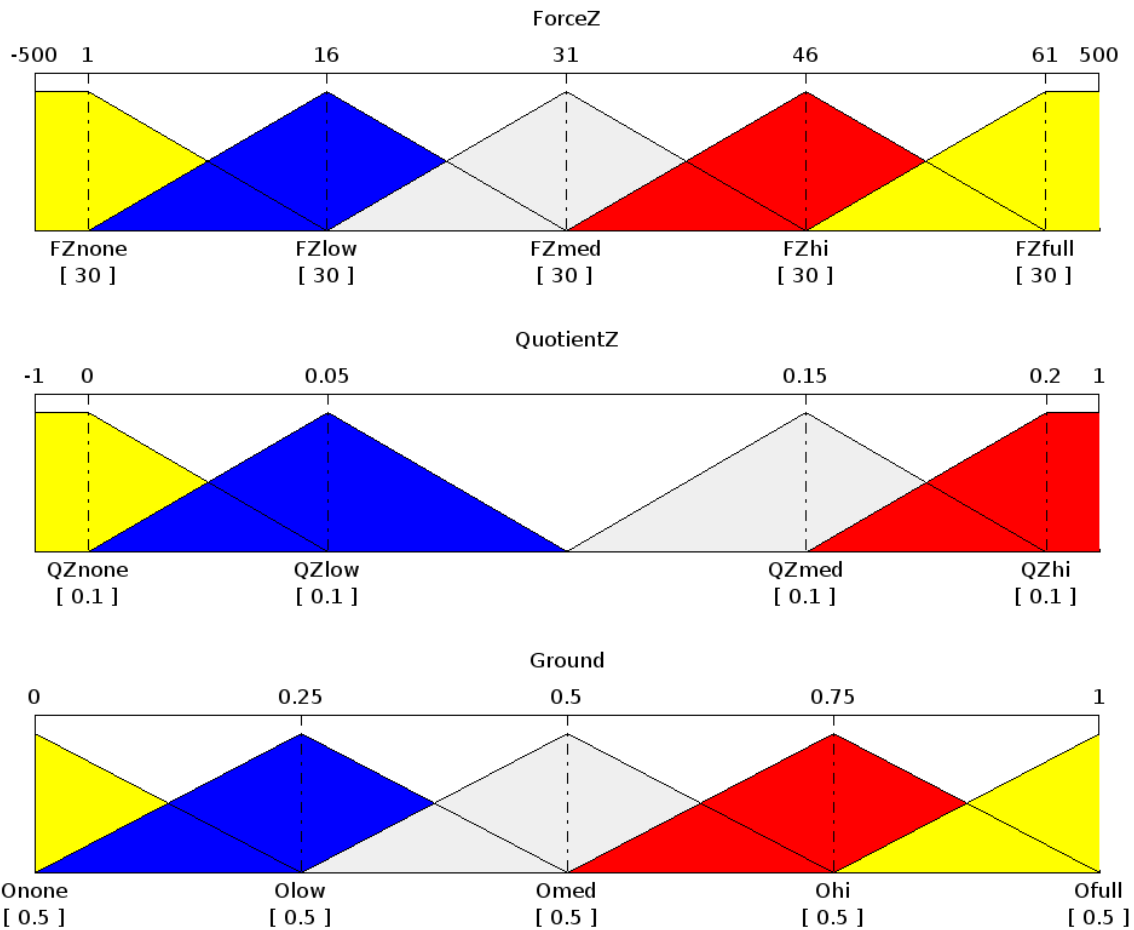 ForceZ
-500 1 16 31 46 61 500
FZnone FZlow FZmed FZhi FZfull
[ 30 ] [ 30 ] [ 30 ] [ 30 ] [ 30 ]
QuotientZ
-1 0 0.05 0.15 0.2 1
QZnone QZlow QZmed QZhi
[ 0.1 ] [ 0.1 ] [ 0.1 ] [ 0.1 ]
Ground
0 0.25 0.5 0.75 1
Onone Olow Omed Ohi Ofull
[ 0.5 ] [ 0.5 ] [ 0.5 ] [ 0.5 ] [ 0.5 ]